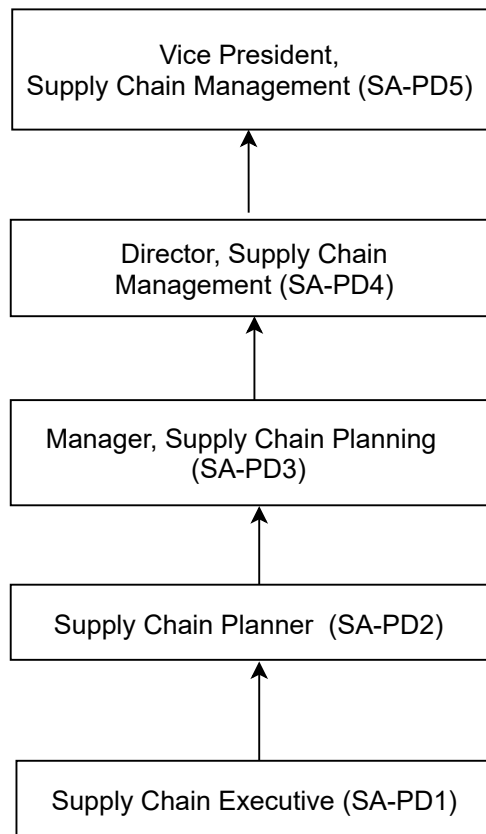 Vice President,
Supply Chain Management (SA-PD5)
Director, Supply Chain
Management (SA-PD4)
Manager, Supply Chain Planning
(SA-PD3)
Supply Chain Planner (SA-PD2)
Supply Chain Executive (SA-PD1)